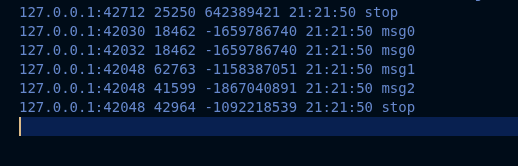 127.0.0.1:42712 25250 642389421 21:21:50 stop
127.0.0.1:42030 18462 -1659786740 21:21:50 msg0
127.0.0.1:42032 18462 -1659786740 21:21:50 msg0
127.0.0.1:42048 62763 -1158387051 21:21:50 msg1
127.0.0.1:42048 41599 -1867040891 21:21:50 msg2
127.0.0.1:42048 42964 -1092218539 21:21:50 stop